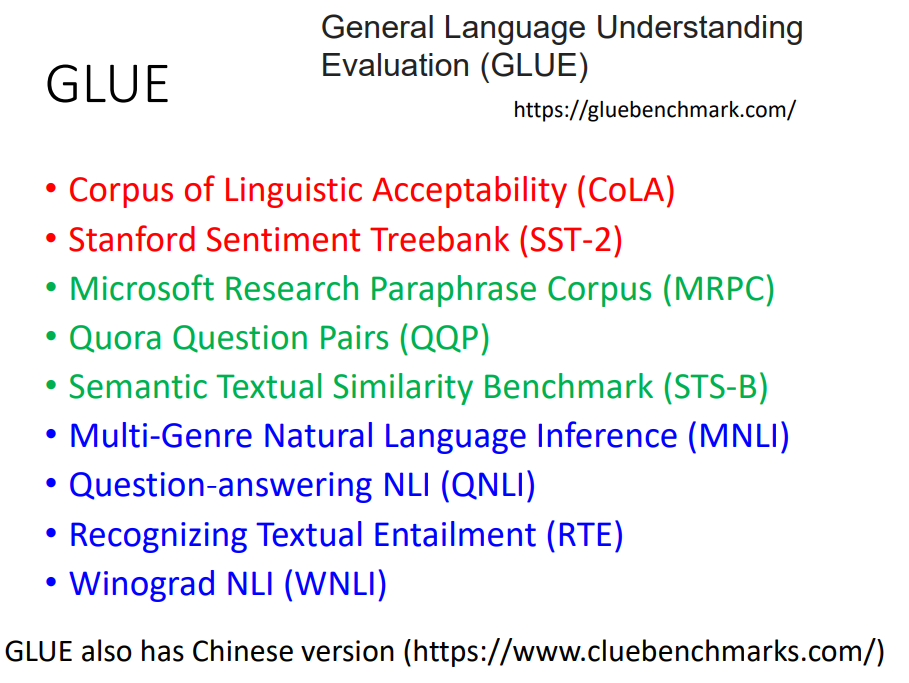 GLUE
General Language Understanding
Evaluation (GLUE)
https://gluebenchmark.com/
• Corpus of Linguistic Acceptability (CoLA)
• Stanford Sentiment Treebank (SST-2)
• Microsoft Research Paraphrase Corpus (MRPC)
• Quora Question Pairs (QQP)
• Semantic Textual Similarity Benchmark (STS-B)
• Multi-Genre Natural Language Inference (MNLI)
• Question-answering NLI (QNLI)
• Recognizing Textual Entailment (RTE)
• Winograd NLI (WNLI)
GLUE also has Chinese version (https://www.cluebenchmarks.com/)